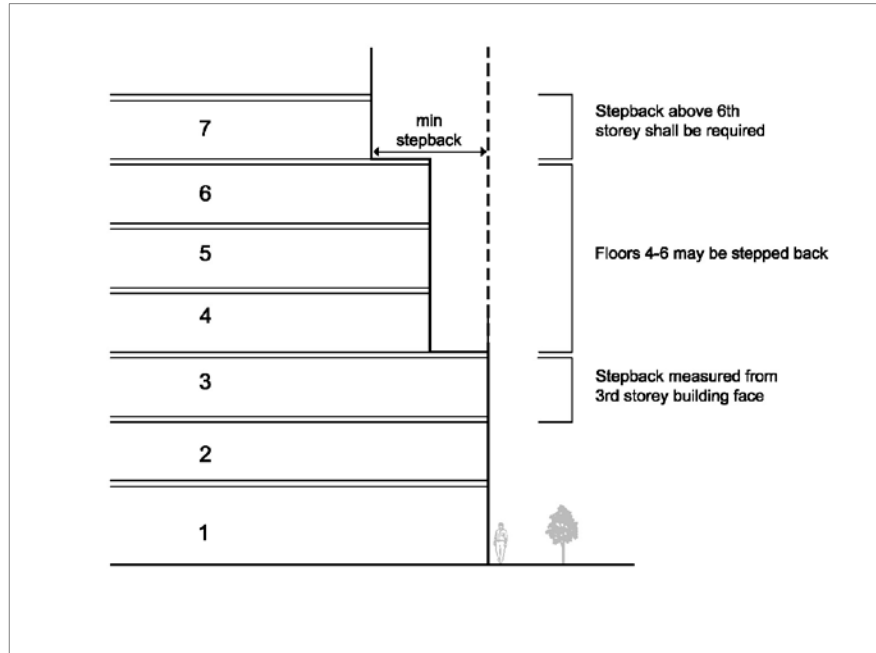 7
min
stepback
Stepback above 6th
storey shall be required
6
5
Floors 4-6 may be stepped back
4
3
Stepback measured from
3rd storey building face
2
1